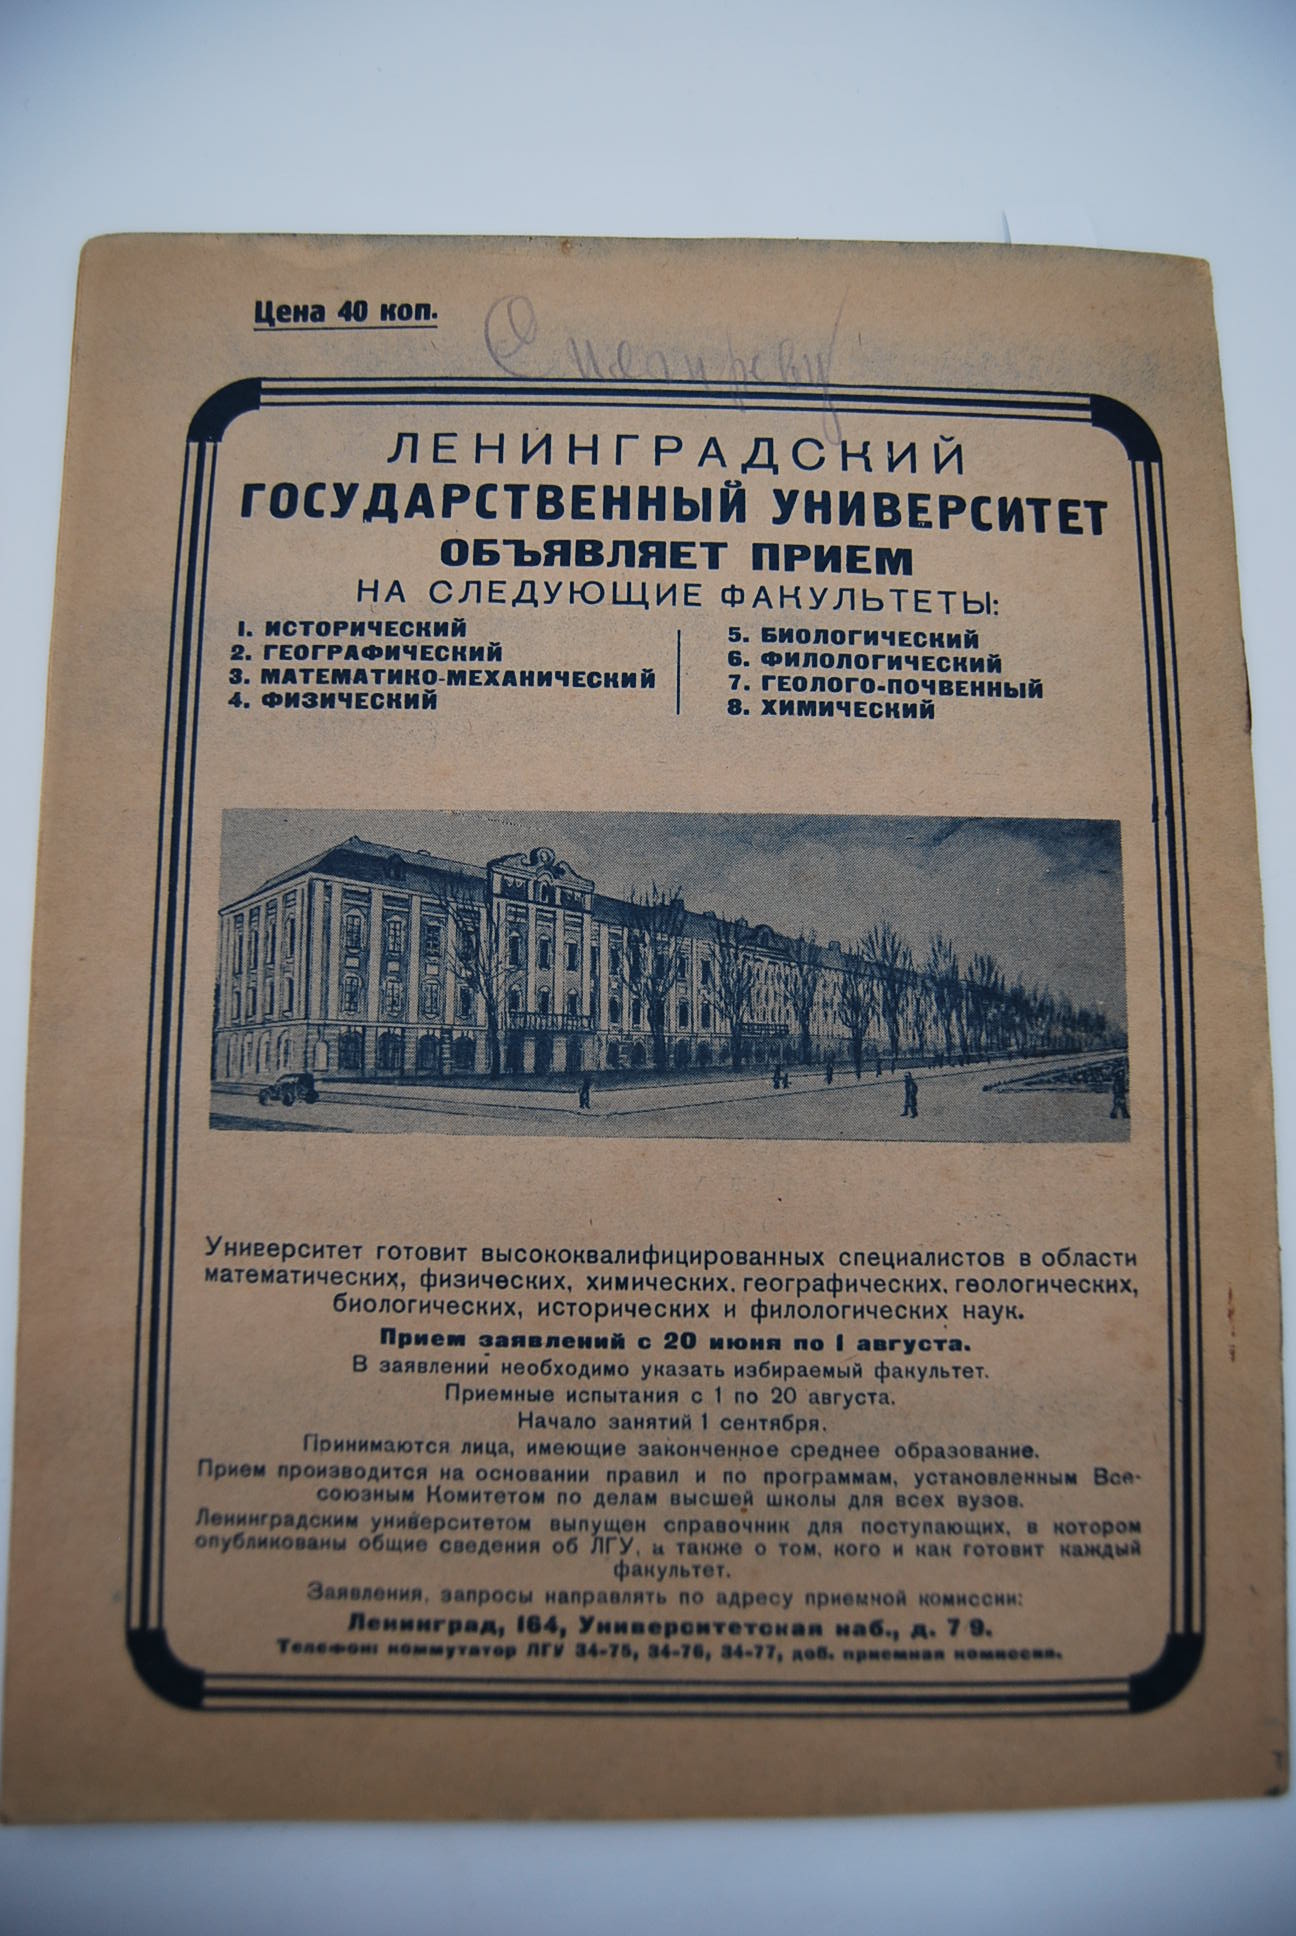 Цена 40 коп.
ЛЕНИНГРАДСКИЙ
ГОСУДАРСТВЕННЫЙ УНИВЕРСИТЕТ
ОБЪЯВЛЯЕТ ПРИЕМ
НА СЛЕДУЮЩИЕ ФАКУЛЬТЕТЫ:
1. ИСТОРИЧЕСКИЙ
2. ГЕОГРАФИЧЕСКИЙ
3. МАТЕМАТИКО-МЕХАНИЧЕСКИЙ
4. ФИЗИЧЕСКИЙ
5. БИОЛОГИЧЕСКИЙ
6. ФИЛОЛОГИЧЕСКИЙ
7. ГЕОЛОГО-ПОЧВЕННЫЙ
8. ХИМИЧЕСКИЙ
Университет готовит высококвалифицированных специалистов в области
математических, физических, химических, географических, геологических,
биологических, исторических и филологических наук.
Прием заявлений с 20 июня по 1 августа.
В заявлении необходимо указать избираемый факультет.
Приемные испытания с 1 по 20 августа.
Начало занятий 1 сентября.
Принимаются лица, имеющие законченное среднее образование.
Прием производится на основании правил и по программам, установленным Все-
союзным Комитетом по делам высшей школы для всех вузов.
Ленинградским университетом выпущен справочник для поступающих, в котором
опубликованы общие сведения об ЛГУ, а также о том, кого и как готовит каждый
факультет.
Заявления, запросы направлять по адресу приемной комиссии:
Ленинград, 164, Университетская наб., д. 7 9.
Телефон: коммутатор ЛГУ 34-75, 34-76, 34-77, доб. приемная комиссия.